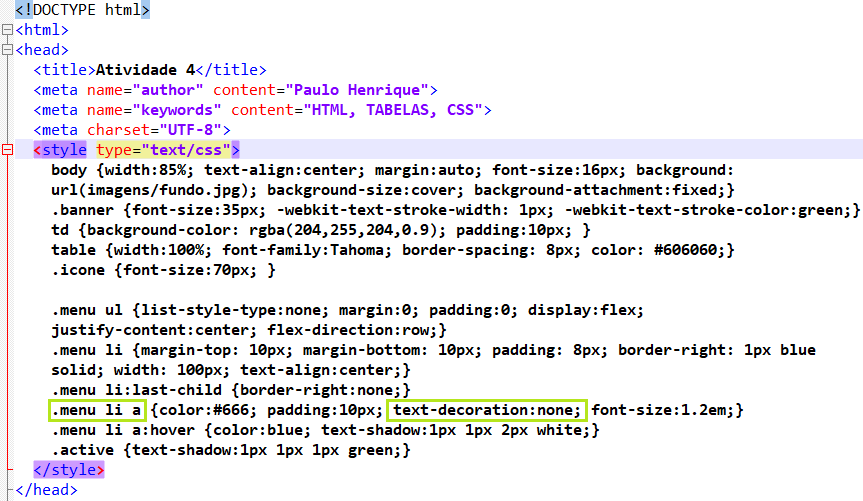 <!DOCTYPE html>
<html>
<head>
<title>Atividade 4</title>
<meta name="author" content="Paulo Henrique">
<meta name="keywords" content="HTML, TABELAS, CSS">
<meta charset="UTF-8">
<style type="text/css">
body {width:85%; text-align:center; margin:auto; font-size:16px; background:
url(imagens/fundo.jpg); background-size:cover; background-attachment:fixed;}
.banner {font-size:35px; -webkit-text-stroke-width: 1px; -webkit-text-stroke-color:green;}
td {background-color: rgba(204,255,204,0.9); padding:10px; }
table {width:100%; font-family:Tahoma; border-spacing: 8px; color: #606060;}
.icone {font-size:70px; }
.menu ul {list-style-type:none; margin:0; padding:0; display:flex;
justify-content:center; flex-direction:row;}
.menu li {margin-top: 10px; margin-bottom: 10px; padding: 8px; border-right: 1px blue
solid; width: 100px; text-align:center;}
.menu li:last-child {border-right:none;}
.menu li a {color:#666; padding:10px; text-decoration:none; font-size:1.2em;}
.menu li a:hover {color:blue; text-shadow:1px 1px 2px white;}
.active {text-shadow:1px 1px 1px green;}
</style>
</head>